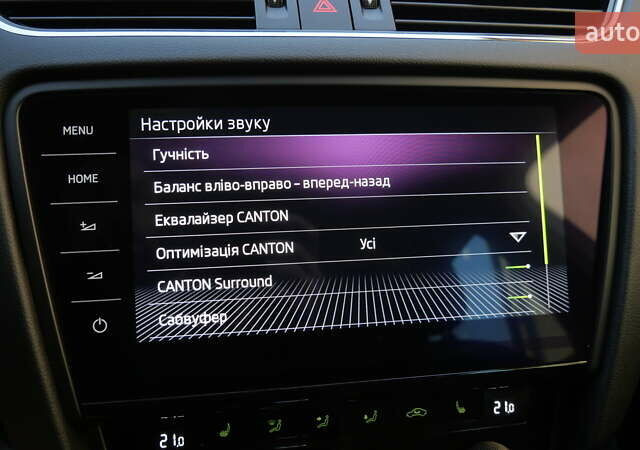 auto
MENU
Настройки звуку
Гучність
HOME
Баланс вліво-вправо – вперед-назад
Еквалайзер CANTON
Оптимізація CANTON Усі
CANTON Surround
Сабвуфер
21.0
21.0